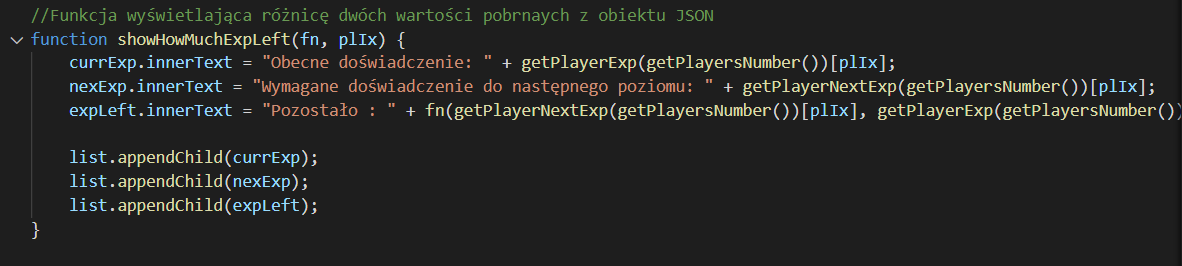 //Funkcja wyświetlająca różnicę dwóch wartości pobrnaych z obiektu JSON
function showHowMuchExpLeft(fn, plIx) {
currExp.innerText = "Obecne doświadczenie: " + getPlayerExp(getPlayersNumber())[plIx];
nexExp.innerText = "Wymagane doświadczenie do następnego poziomu: " + getPlayerNextExp(getPlayersNumber())[plIx];
expLeft.innerText = "Pozostało : " + fn(getPlayerNextExp(getPlayersNumber())[plIx], getPlayerExp(getPlayersNumber())
list.appendChild(currExp);
list.appendChild(nexExp);
list.appendChild(expLeft);
}